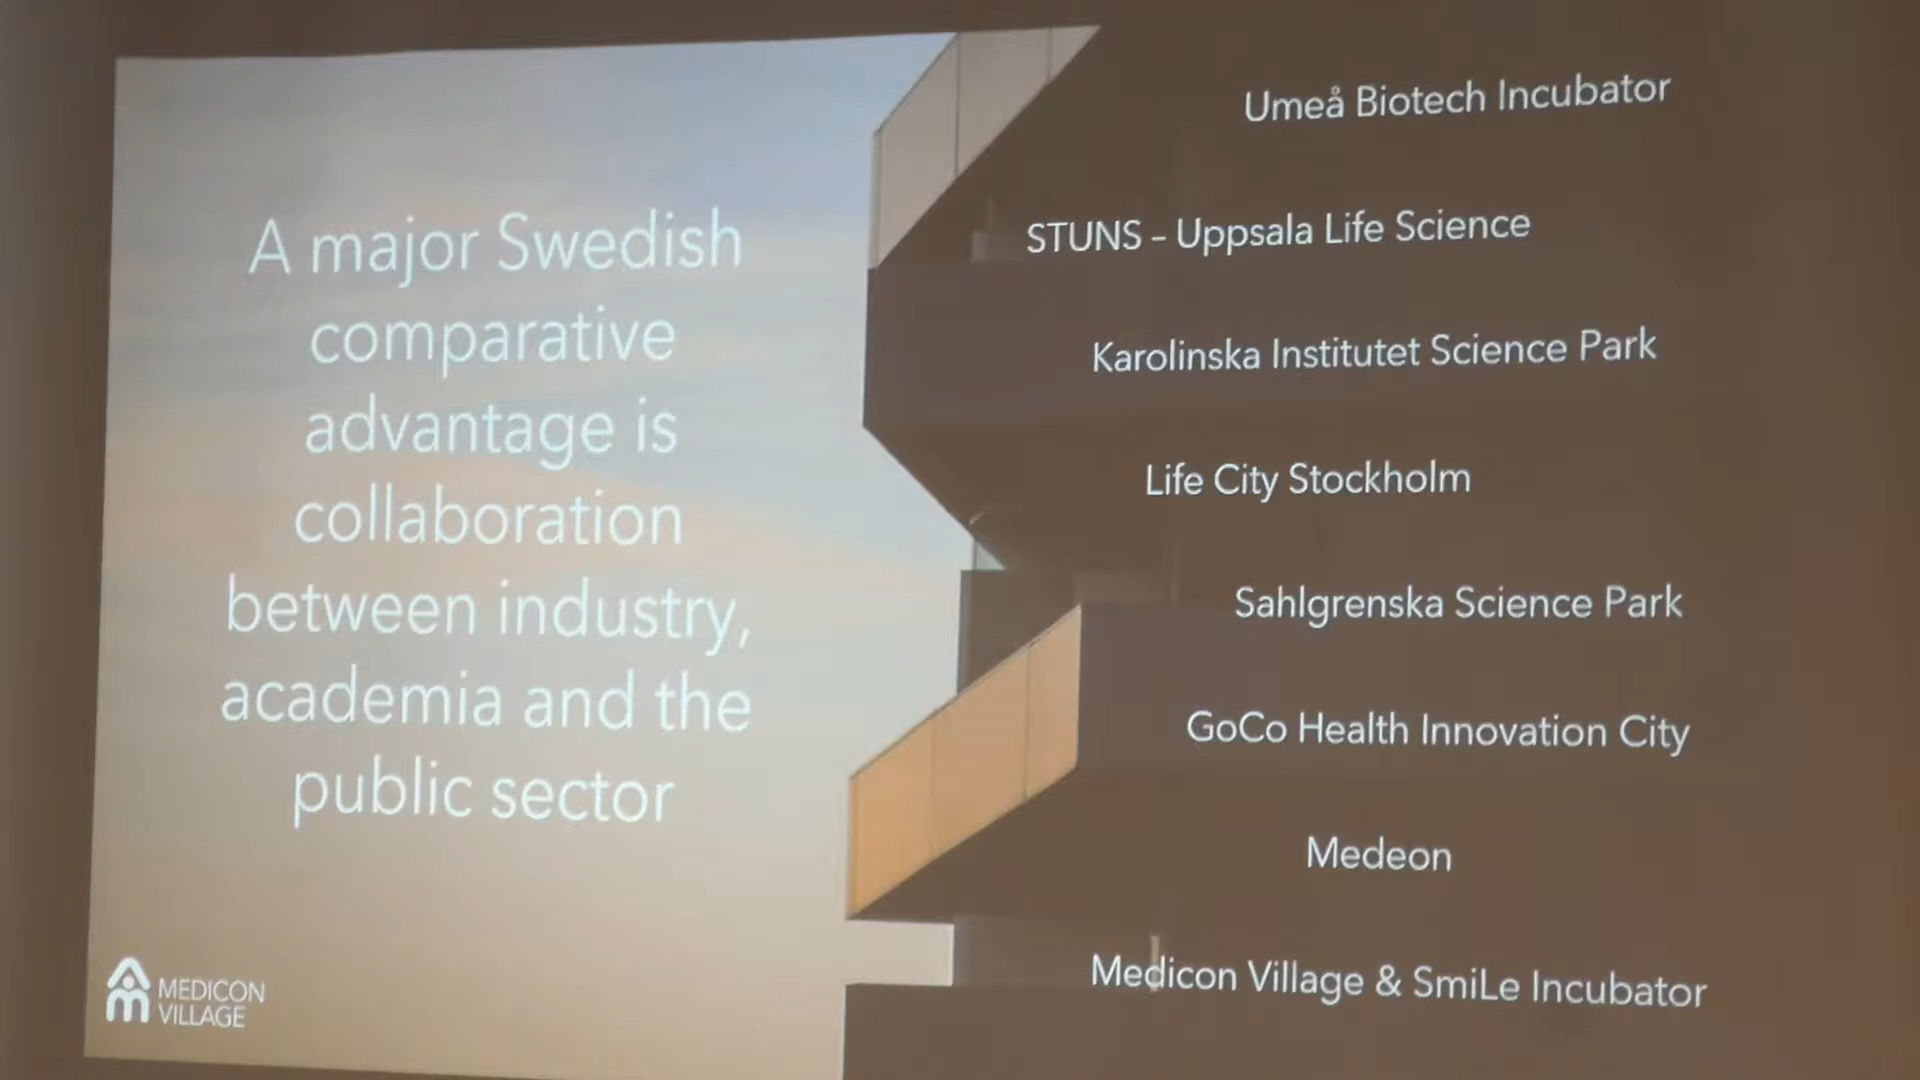 A major Swedish
comparative
advantage is
collaboration
between industry,
academia and the
public sector
MEDICON
VILLAGE
Umeå Biotech Incubator
STUNS – Uppsala Life Science
Karolinska Institutet Science Park
Life City Stockholm
Sahlgrenska Science Park
GoCo Health Innovation City
Medeon
Medicon Village & SmiLe Incubator